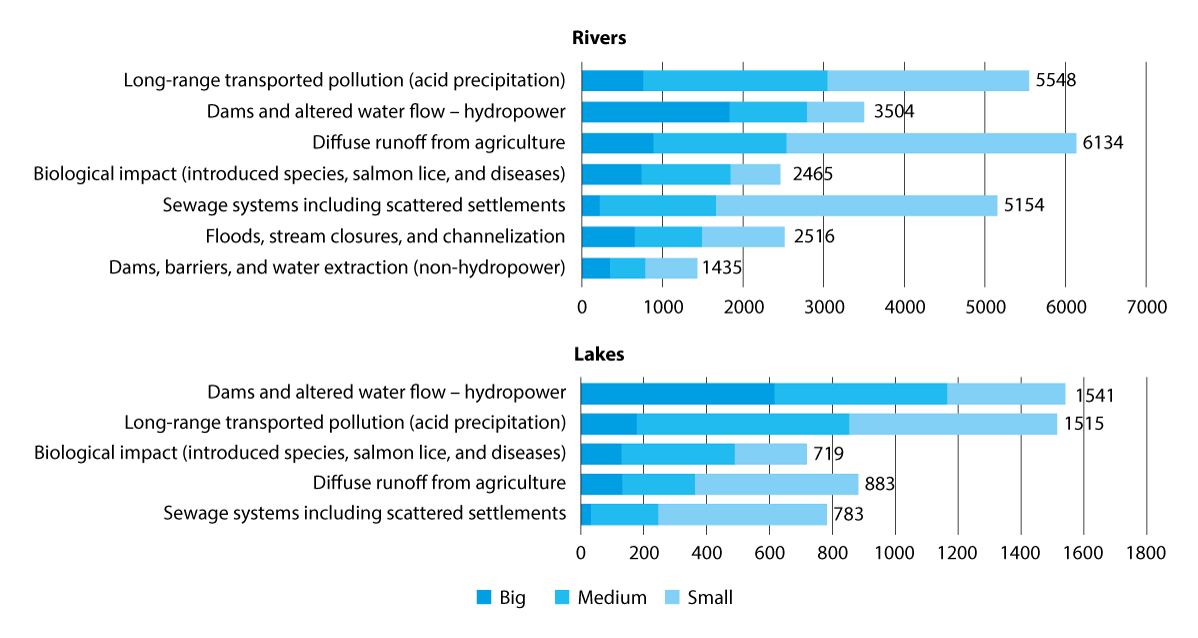 Rivers
Long-range transported pollution (acid precipitation) 5548
Dams and altered water flow – hydropower 3504
Diffuse runoff from agriculture 6134
Biological impact (introduced species, salmon lice, and diseases) 2465
Sewage systems including scattered settlements 5154
Floods, stream closures, and channelization 2516
Dams, barriers, and water extraction (non-hydropower) 1435
0 1000 2000 3000 4000 5000 6000 7000
Lakes
Dams and altered water flow – hydropower 1541
Long-range transported pollution (acid precipitation) 1515
Biological impact (introduced species, salmon lice, and diseases) 719
Diffuse runoff from agriculture 883
Sewage systems including scattered settlements 783
0 200 400 600 800 1000 1200 1400 1600 1800
Big Medium Small